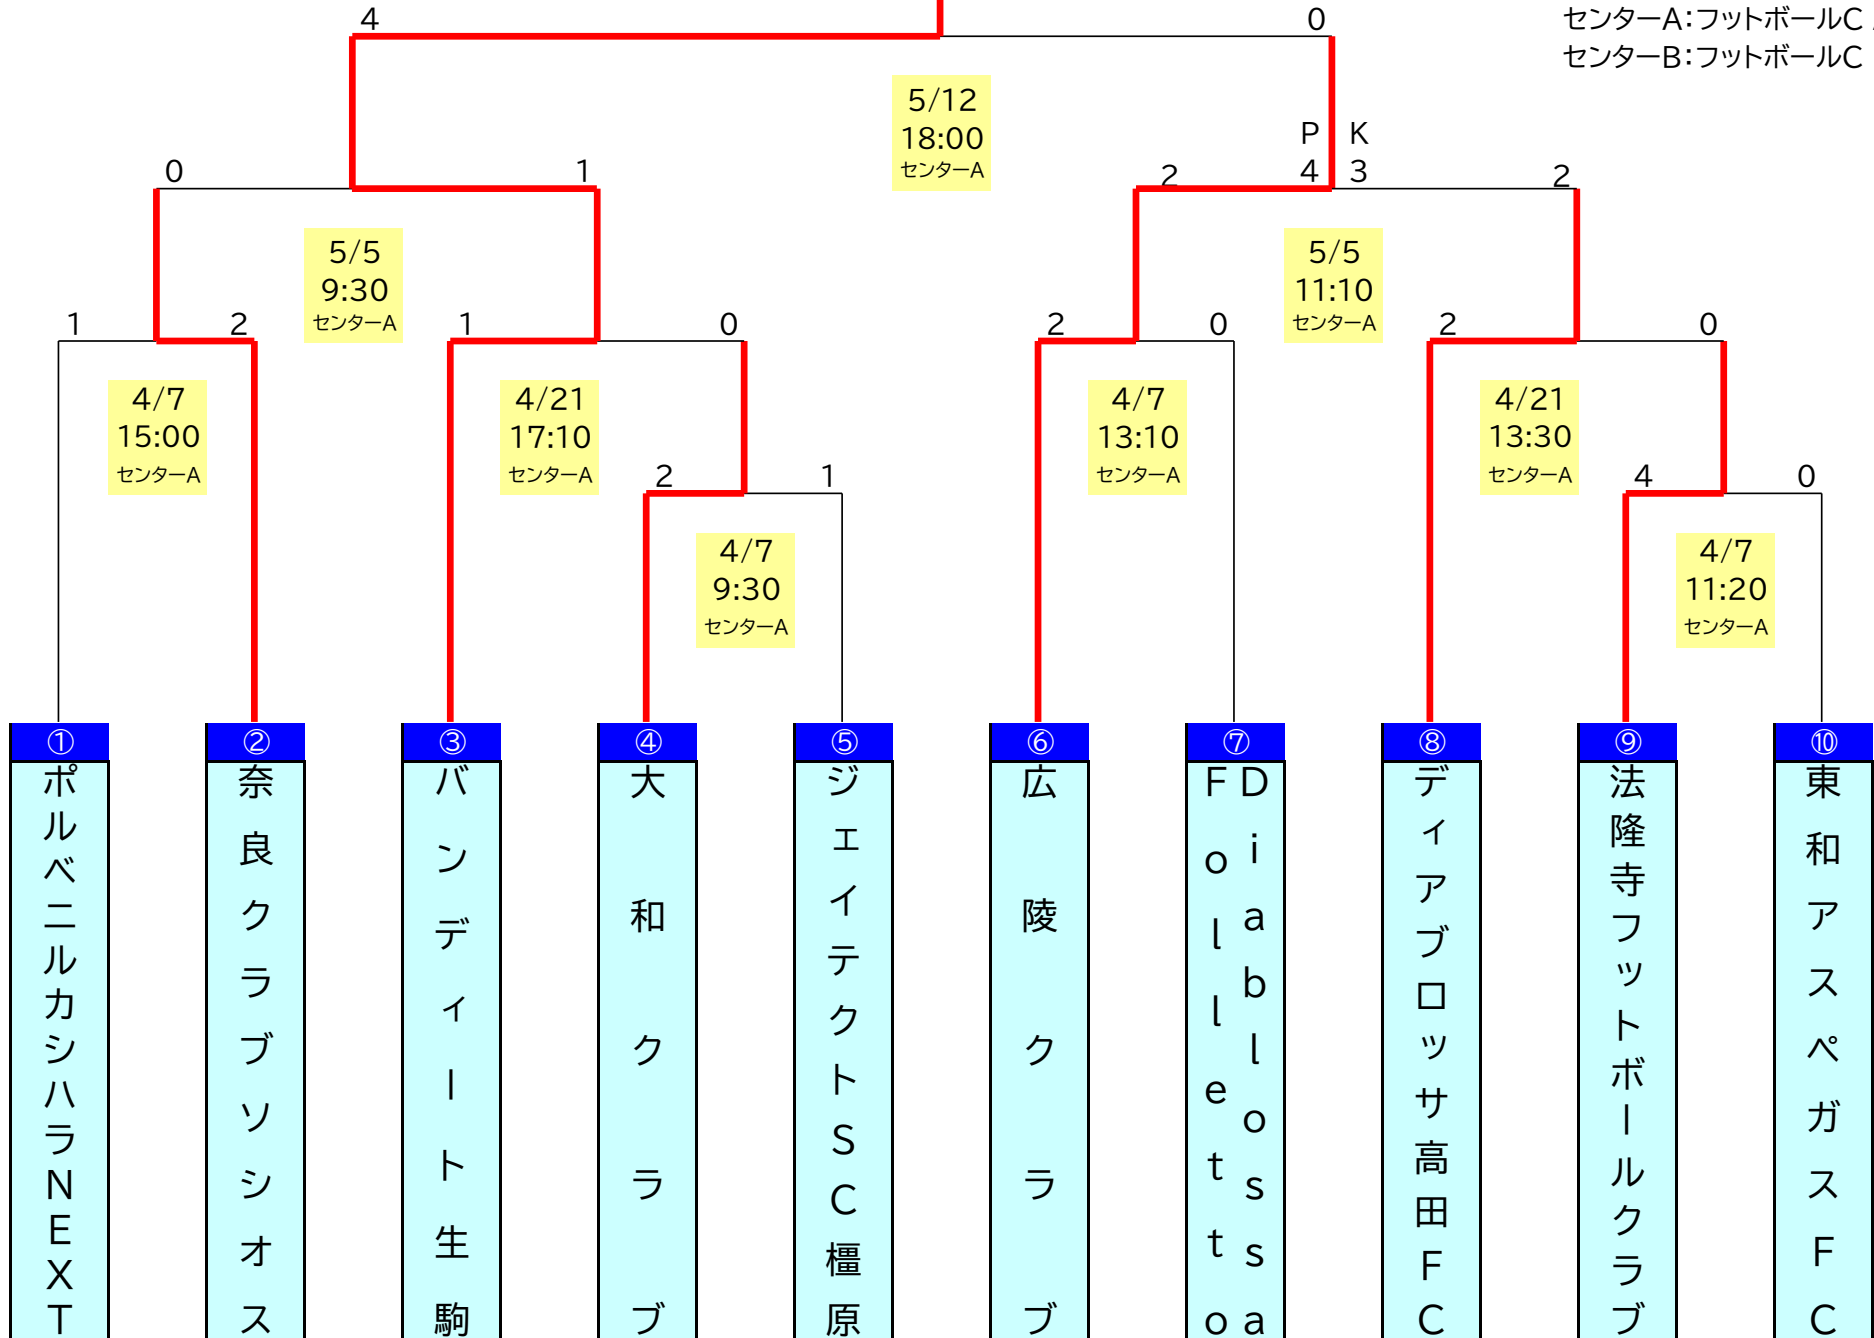 4
0
センターA:フットボールC
センターB:フットボールC
5/12
18:00
センターA
P K
4 3
0
1
2
2
5/5
9:30
センターA
5/5
11:10
センターA
1
2
1
0
2
0
2
0
4/7
15:00
センターA
4/21
17:10
センターA
4/7
13:10
センターA
4/21
13:30
センターA
2
1
4
0
4/7
9:30
センターA
4/7
11:20
センターA
①
ポルベニルカシハラNEXT
②
奈良クラブソシオス
③
バンディート生駒
④
大和クラブ
⑤
ジェイテクトSC橿原
⑥
広陵クラブ
⑦
Diablossa
Folletto
⑧
ディアブロッサ高田FC
⑨
法隆寺フットボールクラブ
⑩
東和アスペガスFC